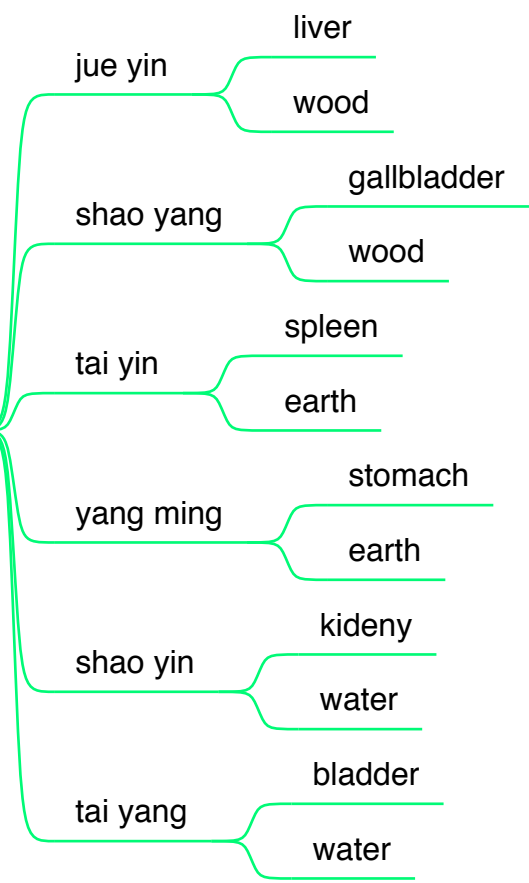 jue yin
liver
wood
shao yang
gallbladder
wood
tai yin
spleen
earth
yang ming
stomach
earth
shao yin
kideny
water
tai yang
bladder
water